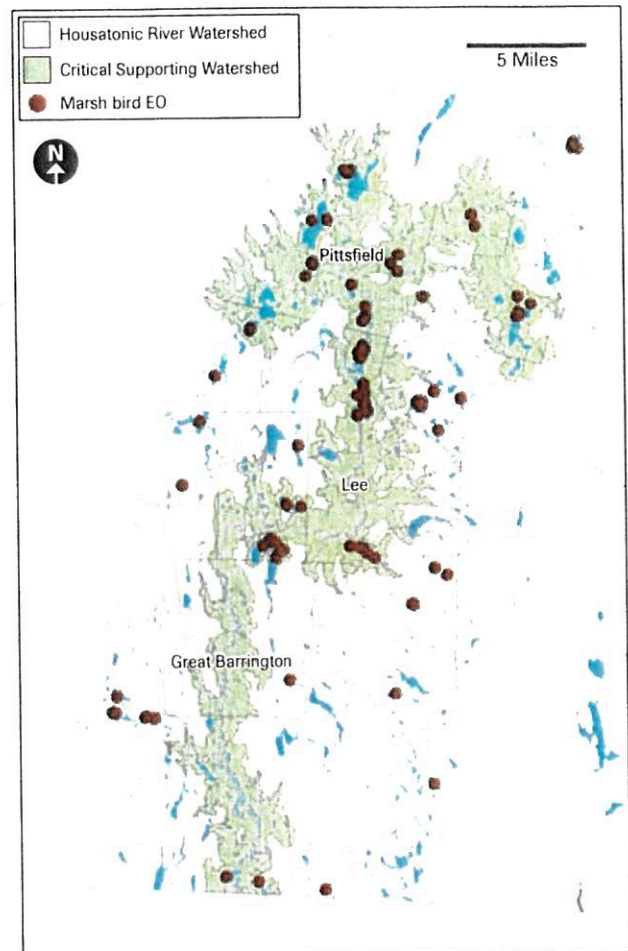 Housatonic River Watershed
Critical Supporting Watershed
Marsh bird EO
5 Miles
N
Pittsfield
Lee
Great Barrington